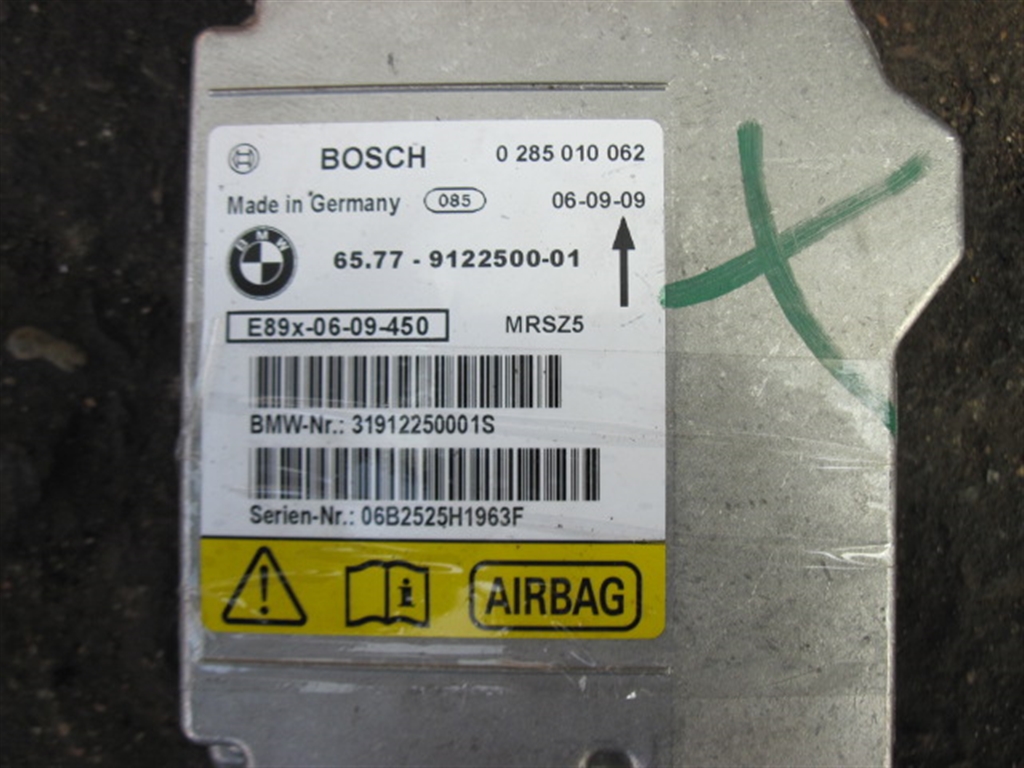 BOSCH 0 285 010 062
Made in Germany 085 06-09-09
BMW 65.77 - 9122500-01
E89x-06-09-450 MRSZ5
BMW-Nr.: 31912250001S
Serien-Nr.: 06B2525H1963F
! i AIRBAG